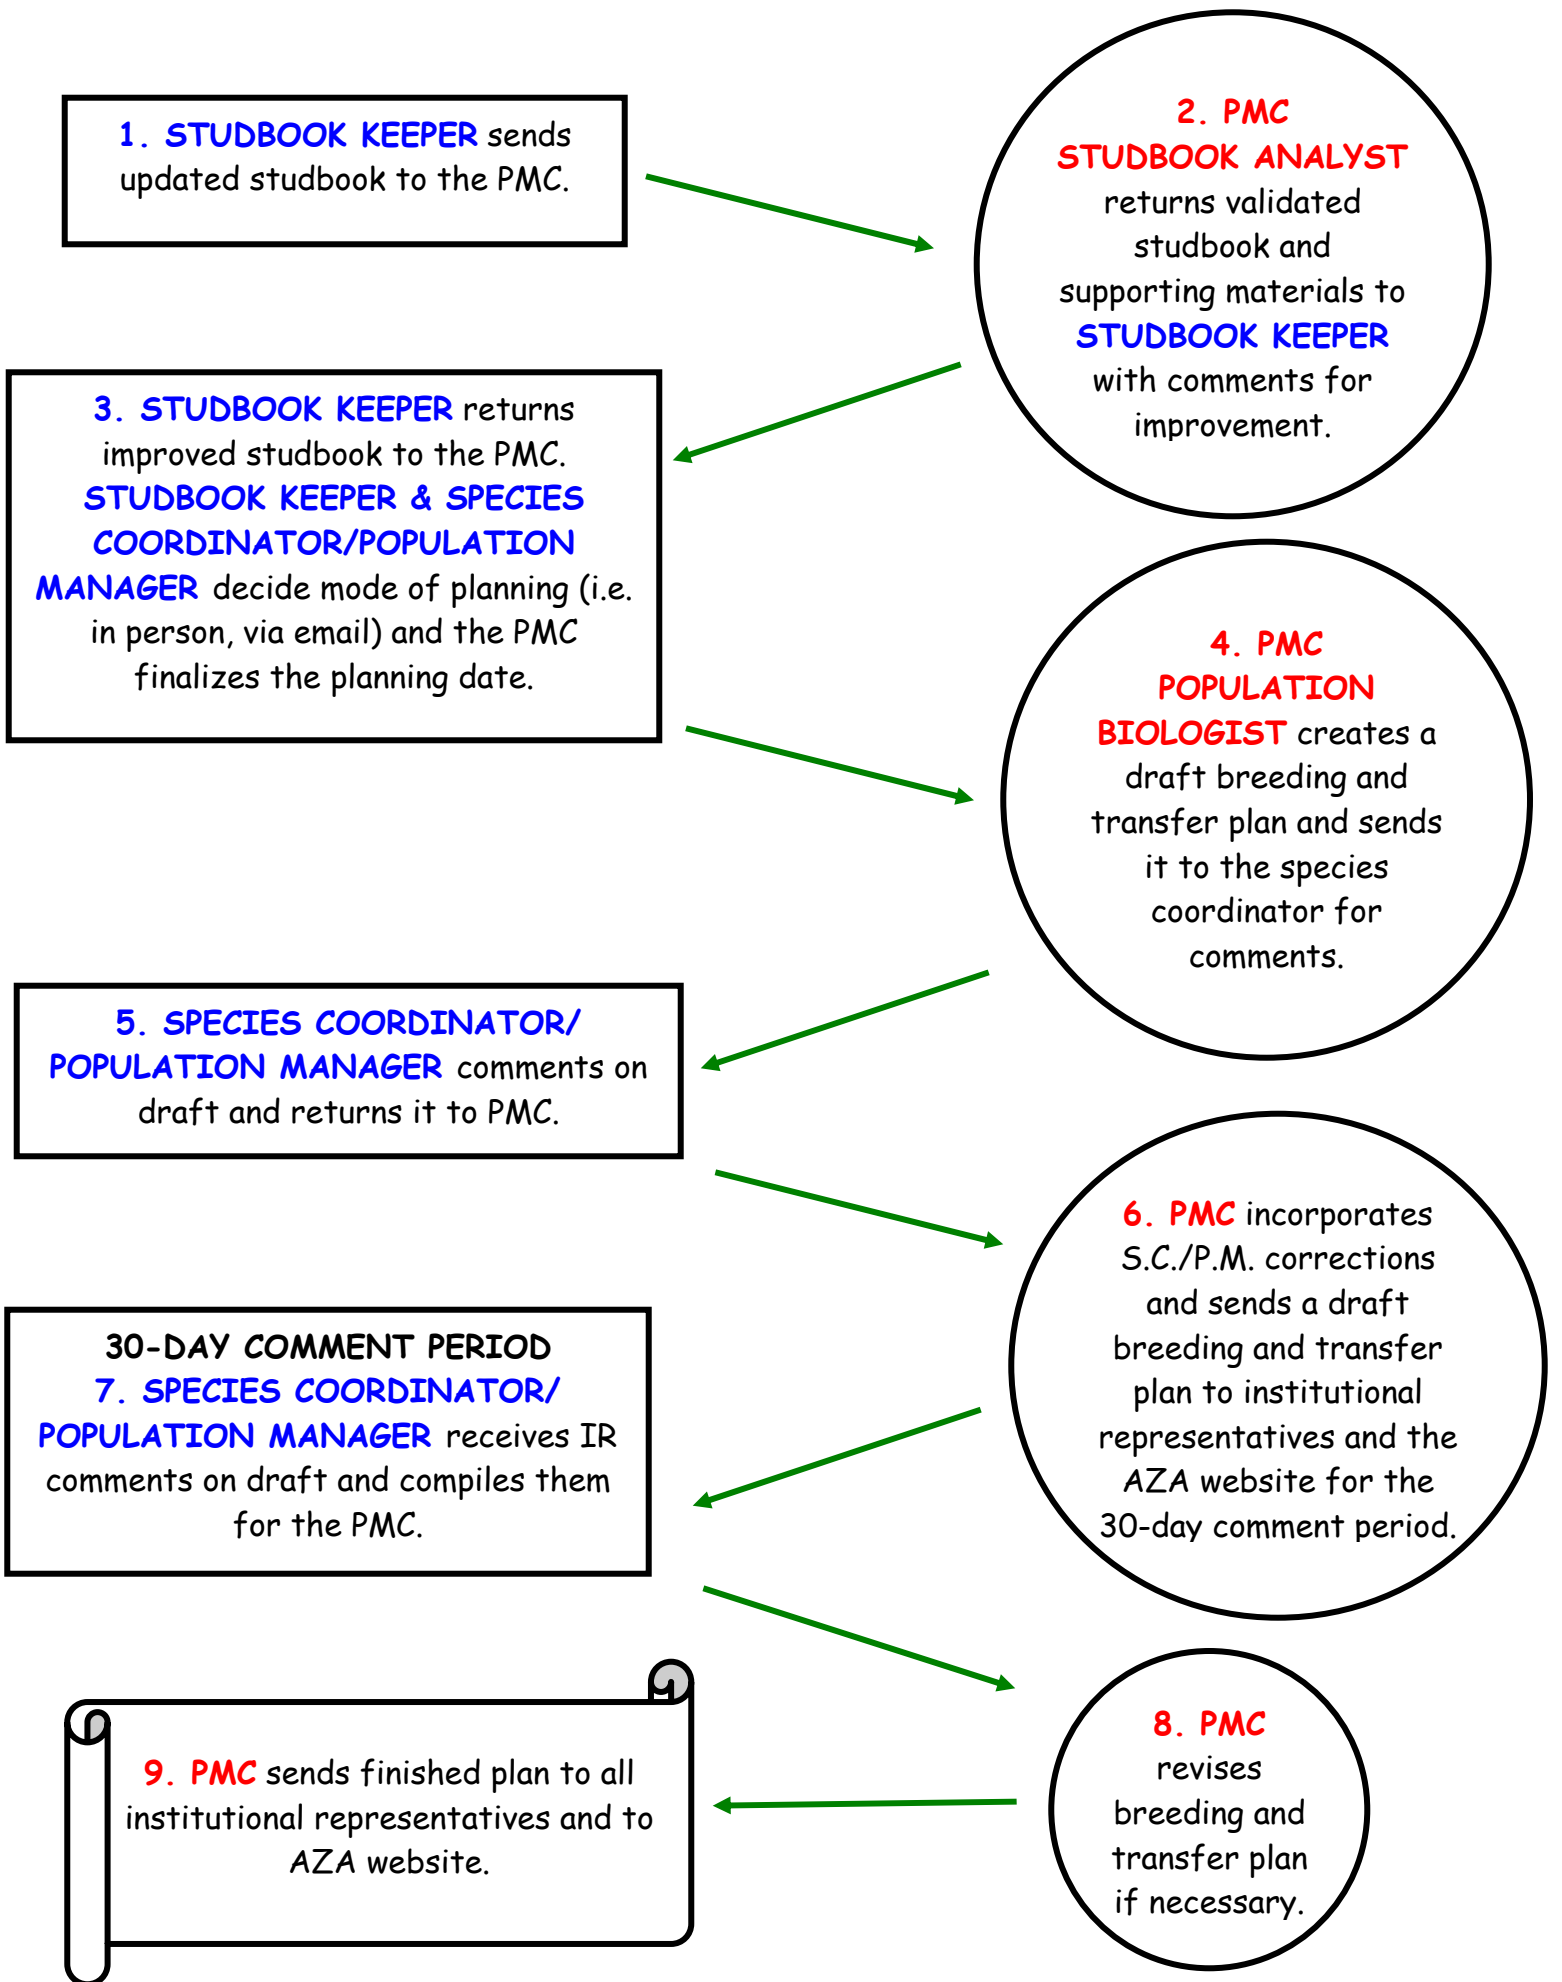 1. STUDBOOK KEEPER sends
updated studbook to the PMC.
2. PMC
STUDBOOK ANALYST
returns validated
studbook and
supporting materials to
STUDBOOK KEEPER
with comments for
improvement.
3. STUDBOOK KEEPER returns
improved studbook to the PMC.
STUDBOOK KEEPER & SPECIES
COORDINATOR/POPULATION
MANAGER decide mode of planning (i.e.
in person, via email) and the PMC
finalizes the planning date.
4. PMC
POPULATION
BIOLOGIST creates a
draft breeding and
transfer plan and sends
it to the species
coordinator for
comments.
5. SPECIES COORDINATOR/
POPULATION MANAGER comments on
draft and returns it to PMC.
6. PMC incorporates
S.C./P.M. corrections
and sends a draft
breeding and transfer
plan to institutional
representatives and the
AZA website for the
30-day comment period.
30-DAY COMMENT PERIOD
7. SPECIES COORDINATOR/
POPULATION MANAGER receives IR
comments on draft and compiles them
for the PMC.
8. PMC
revises
breeding and
transfer plan
if necessary.
9. PMC sends finished plan to all
institutional representatives and to
AZA website.